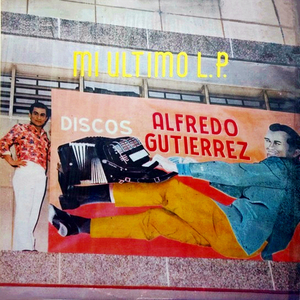 MI ULTIMO L.P.
DISCOS
ALFREDO
GUTIERREZ